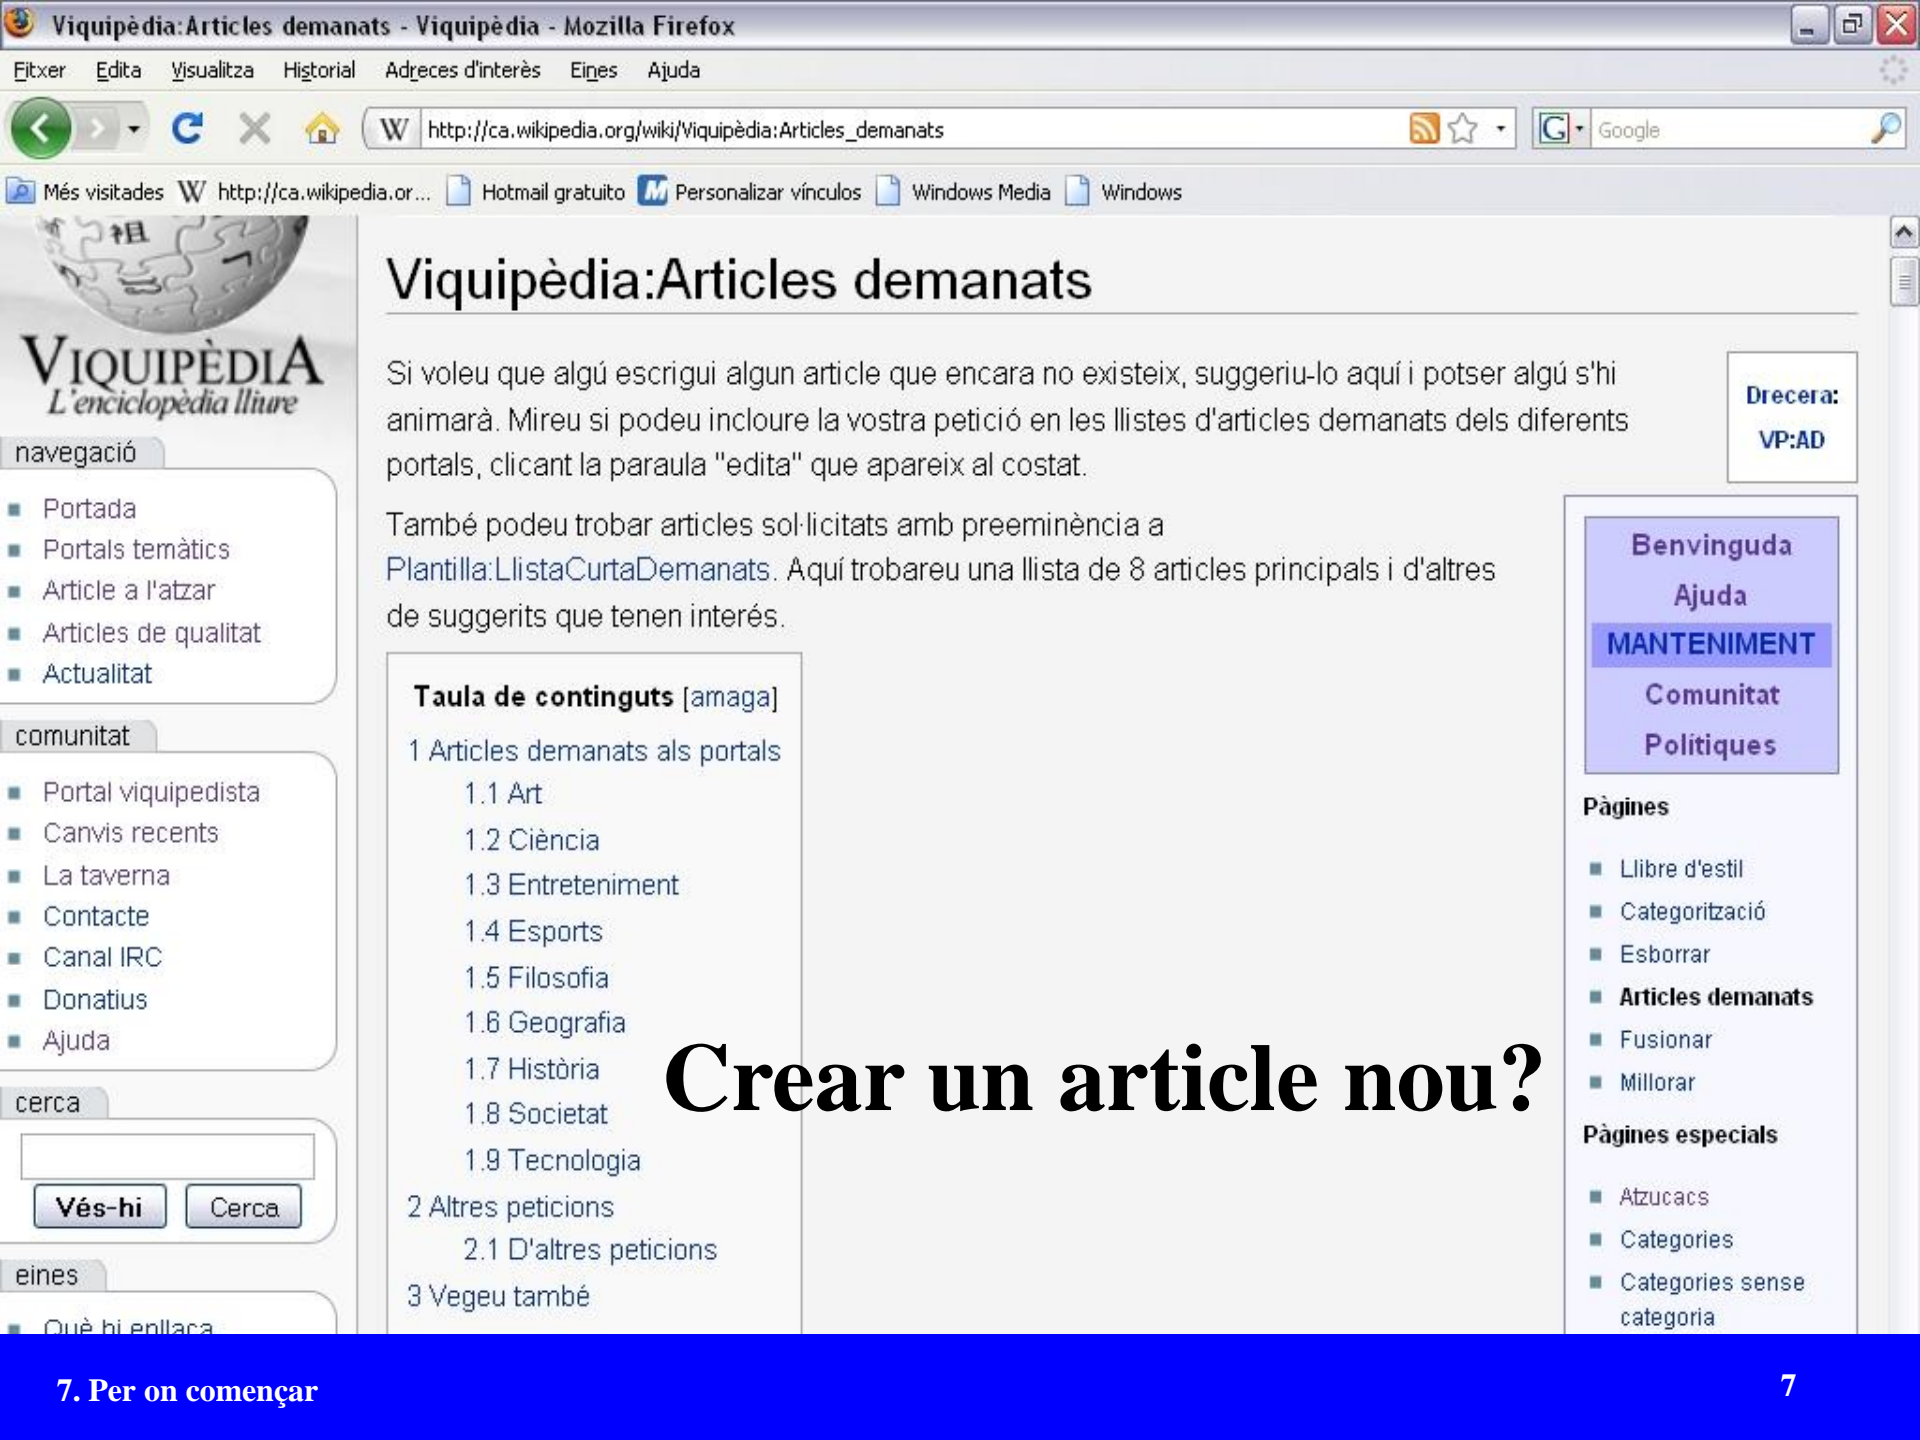 Viquipèdia:Articles demanats - Viquipèdia - Mozilla Firefox
Fitxer Edita Visualitza Historial Adreces d'interès Eines Ajuda
W http://ca.wikipedia.org/wiki/Viquipèdia:Articles_demanats
G Google
Més visitades W http://ca.wikipedia.or... Hotmail gratuito Personalizar vínculos Windows Media Windows
祖
VIQUIPÈDIA
L'enciclopèdia lliure
navegació
Portada
Portals temàtics
Article a l'atzar
Articles de qualitat
Actualitat
comunitat
Portal viquipedista
Canvis recents
La taverna
Contacte
Canal IRC
Donatius
Ajuda
cerca
Vés-hi Cerca
eines
Què hi enllaça
Viquipèdia:Articles demanats
Si voleu que algú escrigui algun article que encara no existeix, suggeriu-lo aquí i potser algú s'hi
animarà. Mireu si podeu incloure la vostra petició en les llistes d'articles demanats dels diferents
portals, clicant la paraula "edita" que apareix al costat.
També podeu trobar articles sol·licitats amb preeminència a
Plantilla:LlistaCurtaDemanats. Aquí trobareu una llista de 8 articles principals i d'altres
de suggerits que tenen interés.
Taula de continguts [amaga]
1 Articles demanats als portals
1.1 Art
1.2 Ciència
1.3 Entreteniment
1.4 Esports
1.5 Filosofia
1.6 Geografia
1.7 Història
1.8 Societat
1.9 Tecnologia
2 Altres peticions
2.1 D'altres peticions
3 Vegeu també
Crear un article nou?
Drecera:
VP:AD
Benvinguda
Ajuda
MANTENIMENT
Comunitat
Polítiques
Pàgines
Llibre d'estil
Categorització
Esborrar
Articles demanats
Fusionar
Millorar
Pàgines especials
Atzucacs
Categories
Categories sense
categoria
7. Per on començar
7